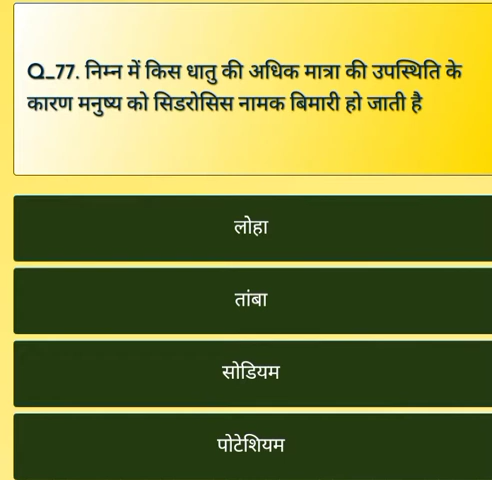 Q_77. निम्न में किस धातु की अधिक मात्रा की उपस्थिति के
कारण मनुष्य को सिडरोसिस नामक बिमारी हो जाती है
लोहा
तांबा
सोडियम
पोटेशियम